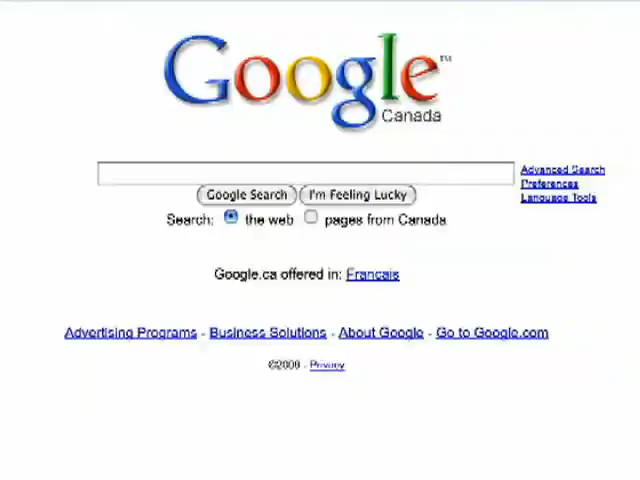 Google™
Canada
Advanced Search
Preferences
Language Tools
Google Search I'm Feeling Lucky
Search: the web pages from Canada
Google.ca offered in: Français
Advertising Programs - Business Solutions - About Google - Go to Google.com
- Privacy